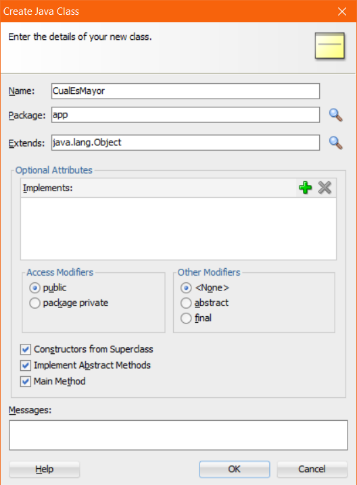 Create Java Class
Enter the details of your new class.
Name: CualEsMayor
Package: app
Extends: java.lang.Object
Optional Attributes
Implements:
Access Modifiers
public
package private
Other Modifiers
<None>
abstract
final
Constructors from Superclass
Implement Abstract Methods
Main Method
Messages:
Help OK Cancel